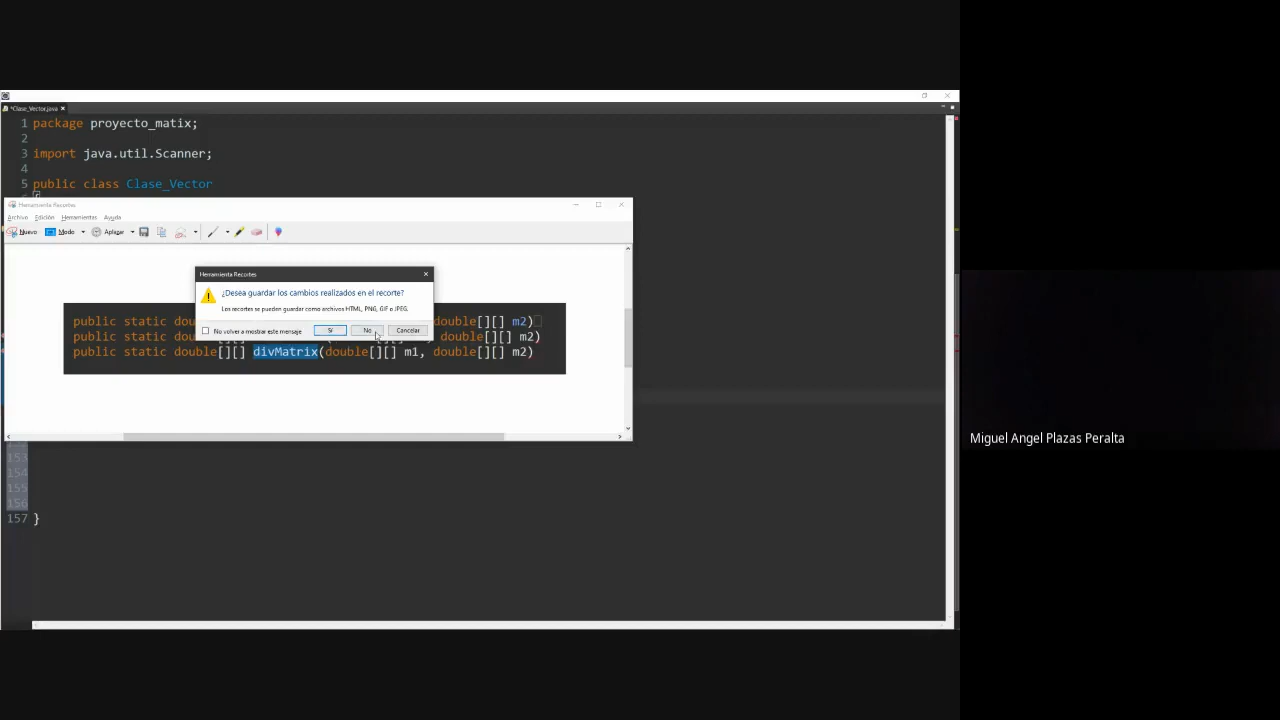 *Clase_Vector.java
1 package proyecto_matix;
2
3 import java.util.Scanner;
4
5 public class Clase_Vector
{
Herramienta Recortes
Archivo Edición Herramientas Ayuda
Nuevo Modo Aplazar
Herramienta Recortes
¿Desea guardar los cambios realizados en el recorte?
Los recortes se pueden guardar como archivos HTML, PNG, GIF o JPEG.
No volver a mostrar este mensaje Sí No Cancelar
public static dou double[][] m2)
public static dou double[][] m2)
public static double[][] divMatrix(double[][] m1, double[][] m2)
153
154
155
156
157 }
Miguel Angel Plazas Peralta